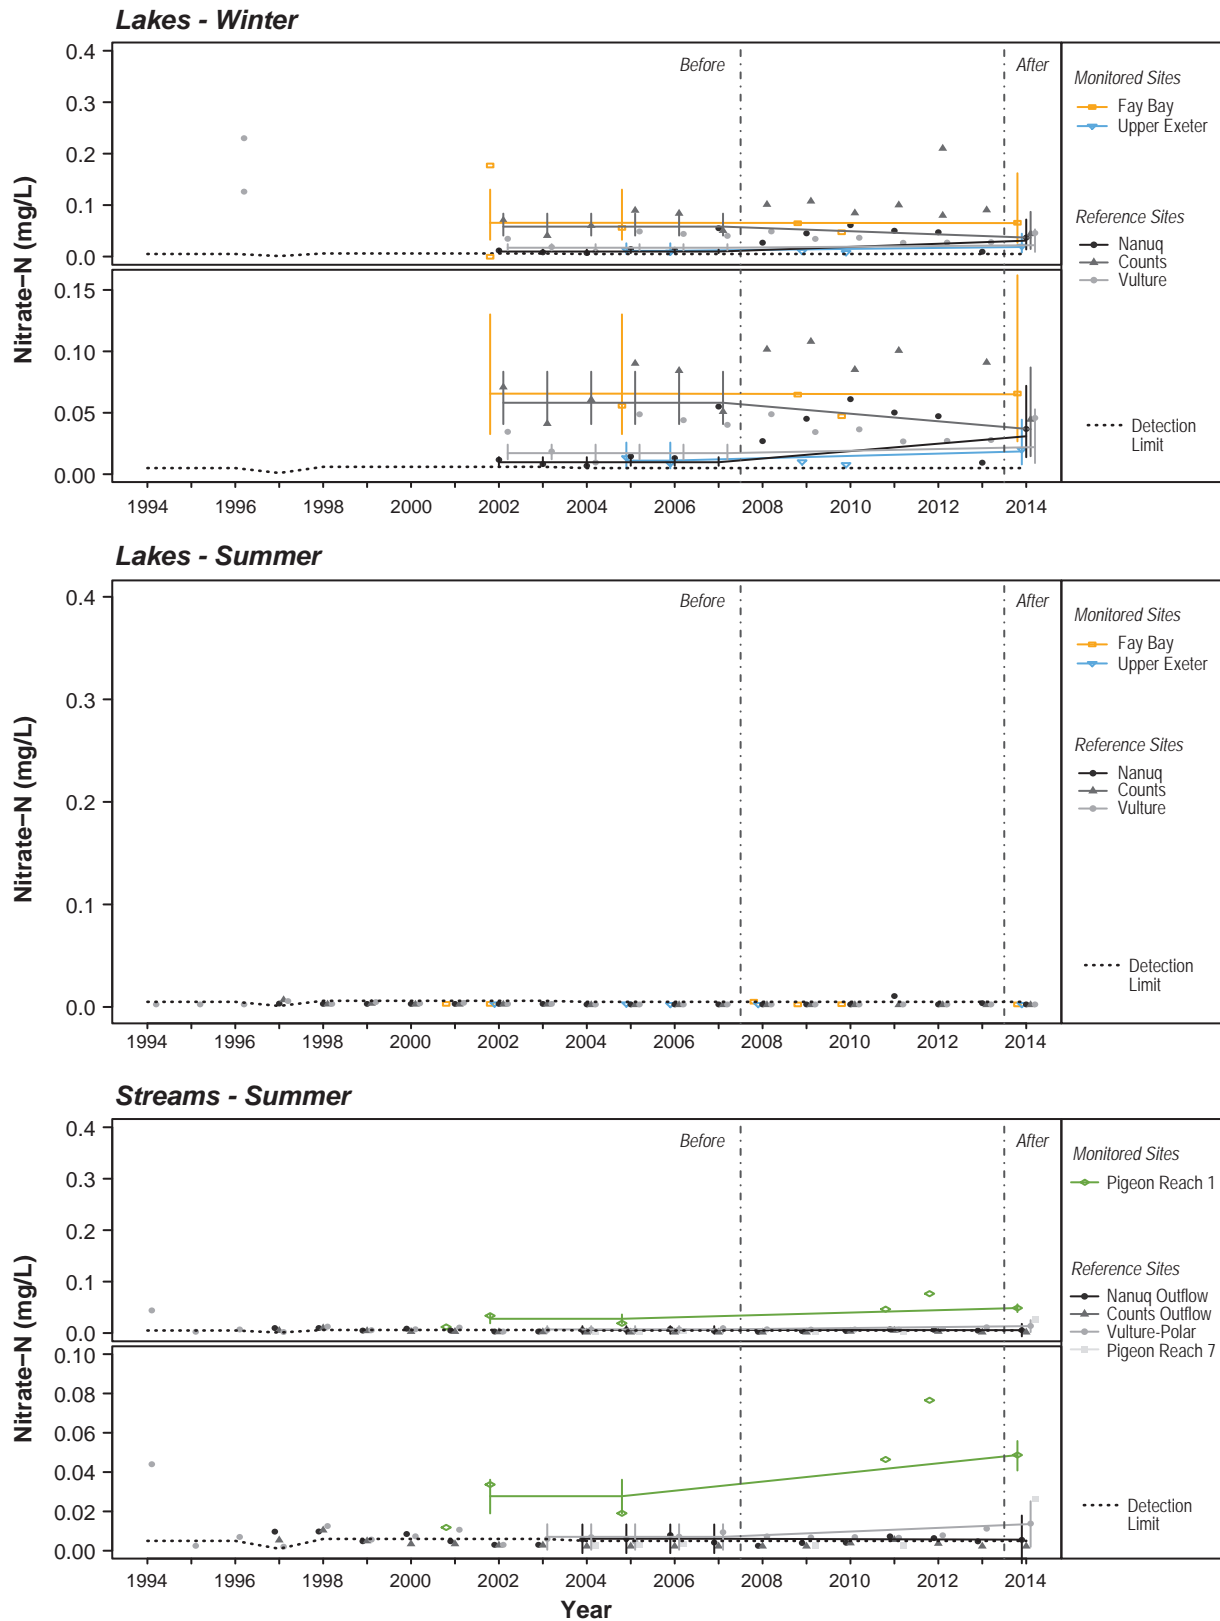 Lakes - Winter
Nitrate–N (mg/L)
0.4
0.3
0.2
0.1
0.0
Before
After
0.15
0.10
0.05
0.00
1994 1996 1998 2000 2002 2004 2006 2008 2010 2012 2014
Monitored Sites
Fay Bay
Upper Exeter
Reference Sites
Nanuq
Counts
Vulture
Detection
Limit
Lakes - Summer
Nitrate–N (mg/L)
0.4
0.3
0.2
0.1
0.0
Before
After
1994 1996 1998 2000 2002 2004 2006 2008 2010 2012 2014
Monitored Sites
Fay Bay
Upper Exeter
Reference Sites
Nanuq
Counts
Vulture
Detection
Limit
Streams - Summer
Nitrate–N (mg/L)
0.4
0.3
0.2
0.1
0.0
Before
After
0.10
0.08
0.06
0.04
0.02
0.00
1994 1996 1998 2000 2002 2004 2006 2008 2010 2012 2014
Year
Monitored Sites
Pigeon Reach 1
Reference Sites
Nanuq Outflow
Counts Outflow
Vulture-Polar
Pigeon Reach 7
Detection
Limit